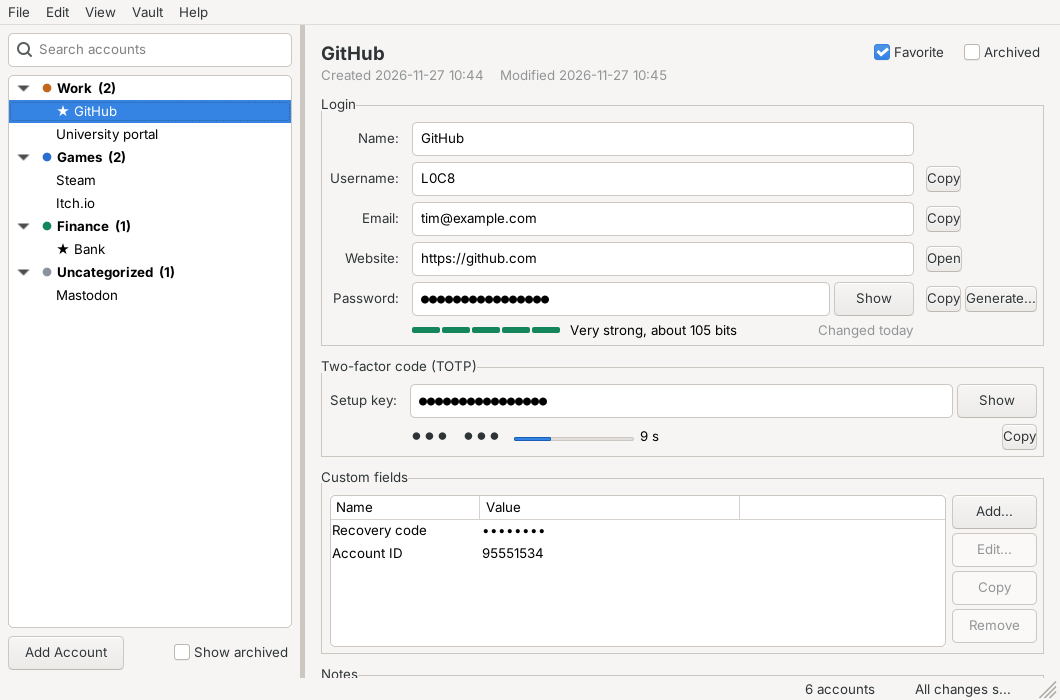 File Edit View Vault Help
Search accounts
Work (2)
★ GitHub
University portal
Games (2)
Steam
Itch.io
Finance (1)
★ Bank
Uncategorized (1)
Mastodon
Add Account
Show archived
GitHub
Favorite
Archived
Created 2026-11-27 10:44 Modified 2026-11-27 10:45
Login
Name: GitHub
Username: L0C8 Copy
Email: tim@example.com Copy
Website: https://github.com Open
Password: ●●●●●●●●●●●●●●●● Show Copy Generate...
Very strong, about 105 bits Changed today
Two-factor code (TOTP)
Setup key: ●●●●●●●●●●●●●●●● Show
●●● ●●● 9 s Copy
Custom fields
Name Value
Recovery code ••••••••
Account ID 95551534
Add...
Edit...
Copy
Remove
Notes
6 accounts All changes s...